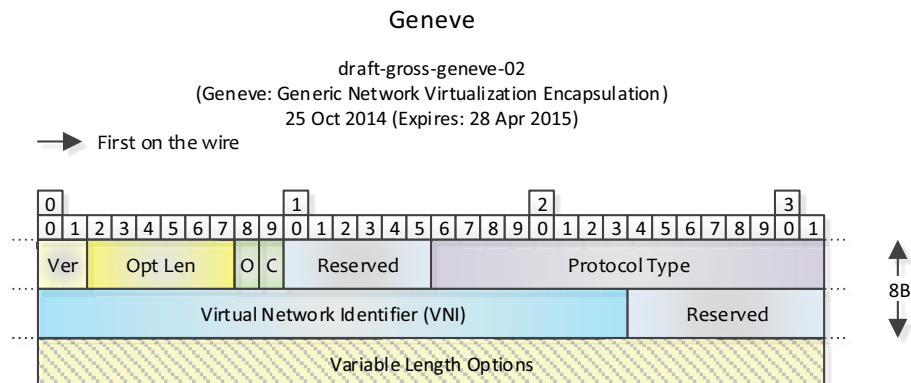 Geneve
draft-gross-geneve-02
(Geneve: Generic Network Virtualization Encapsulation)
25 Oct 2014 (Expires: 28 Apr 2015)
First on the wire
0 1 2 3
0 1 2 3 4 5 6 7 8 9 0 1 2 3 4 5 6 7 8 9 0 1 2 3 4 5 6 7 8 9 0 1
Ver Opt Len O C Reserved Protocol Type
8B
Virtual Network Identifier (VNI) Reserved
Variable Length Options